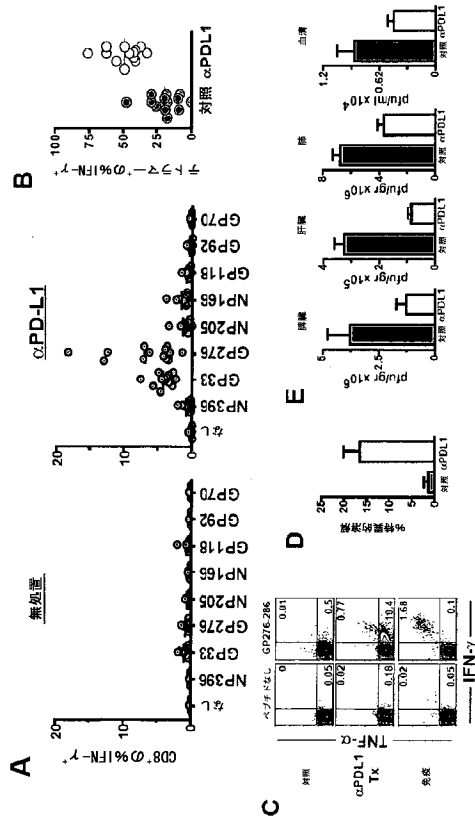 A
無処置
αPD-L1
CD8⁺の%IFN-γ⁺
20
10
0
なし
NP396
GP33
GP276
NP205
NP166
GP118
GP92
GP70
20
10
0
なし
NP396
GP33
GP276
NP205
NP166
GP118
GP92
GP70
B
テトラマー⁺の%IFN-γ⁺
100
75
50
25
0
対照 αPDL1
C
ペプチドなし
GP276-286
対照
0
0.01
0.05
0.5
αPDL1
Tx
0.02
0.77
0.18
10.4
免疫
0.02
1.68
0.05
0.1
TNF-α
IFN-γ
D
%特異的溶解
25
20
15
10
5
0
対照 αPDL1
E
脾臓
pfu/gr x10⁶
5
2.5
0
対照 αPDL1
肝臓
pfu/gr x10⁵
4
0
対照 αPDL1
肺
pfu/gr x10⁶
8
0
対照 αPDL1
血清
pfu/ml x10⁴
1.2
0.62
0
対照 αPDL1